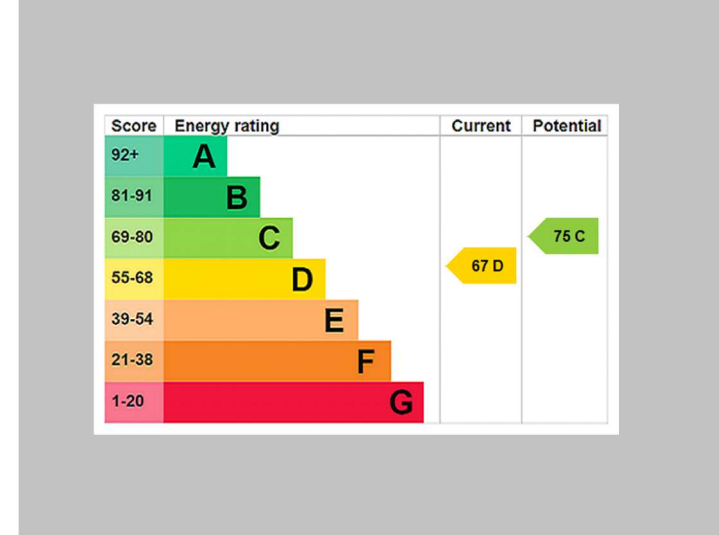 Score Energy rating Current Potential
92+ A
81-91 B
69-80 C 75 C
55-68 D 67 D
39-54 E
21-38 F
1-20 G